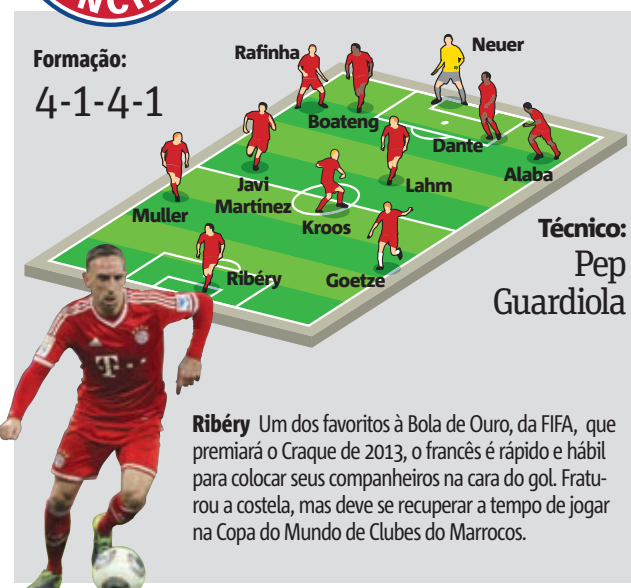 NCH
Formação:
4-1-4-1
Rafinha
Neuer
Boateng
Dante
Alaba
Javi
Martínez
Lahm
Muller
Kroos
Ribéry
Goetze
Técnico:
Pep
Guardiola
Ribéry Um dos favoritos à Bola de Ouro, da FIFA, que
premiará o Craque de 2013, o francês é rápido e hábil
para colocar seus companheiros na cara do gol. Fratu-
rou a costela, mas deve se recuperar a tempo de jogar
na Copa do Mundo de Clubes do Marrocos.